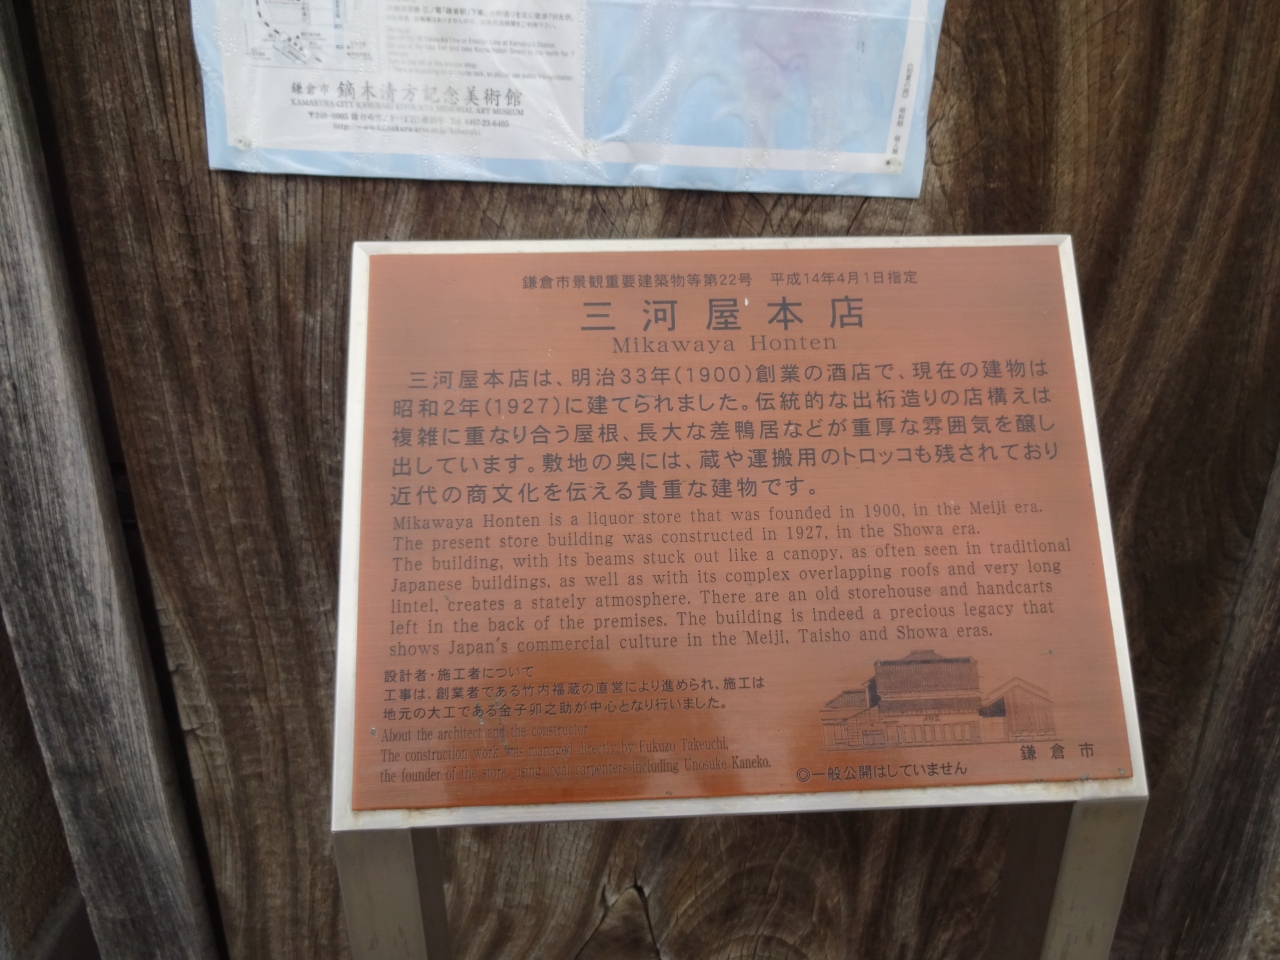 鎌倉市 鏑木清方記念美術館
KAMAKURA CITY KABURAKI KIYOKATA MEMORIAL ART MUSEUM
鎌倉市景観重要建築物等第22号 平成14年4月1日指定
三河屋本店
Mikawaya Honten
三河屋本店は、明治33年(1900)創業の酒店で、現在の建物は
昭和2年(1927)に建てられました。伝統的な出桁造りの店構えは
複雑に重なり合う屋根、長大な差鴨居などが重厚な雰囲気を醸し
出しています。敷地の奥には、蔵や運搬用のトロッコも残されており
近代の商文化を伝える貴重な建物です。
Mikawaya Honten is a liquor store that was founded in 1900, in the Meiji era.
The present store building was constructed in 1927, in the Showa era.
The building, with its beams stuck out like a canopy, as often seen in traditional
Japanese buildings, as well as with its complex overlapping roofs and very long
lintel, creates a stately atmosphere. There are an old storehouse and handcarts
left in the back of the premises. The building is indeed a precious legacy that
shows Japan's commercial culture in the Meiji, Taisho and Showa eras.
設計者・施工者について
工事は、創業者である竹内福蔵の直営により進められ、施工は
地元の大工である金子卯之助が中心となり行いました。
About the architect and the constructor
The construction work was managed directly by Fukuzo Takeuchi,
the founder of the store, using local carpenters including Unosuke Kaneko.
鎌倉市
◎一般公開はしていません